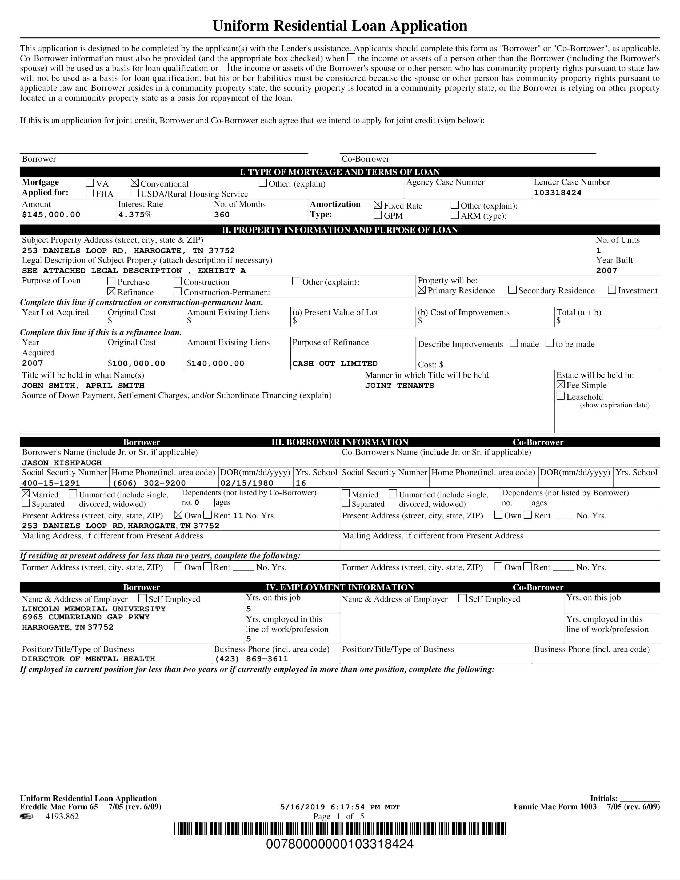 Uniform Residential Loan Application
This application is designed to be completed by the applicant(s) with the Lender's assistance. Applicants should complete this form as "Borrower" or "Co-Borrower", as applicable.
Co-Borrower information must also be provided (and the appropriate box checked) when ☐ the income or assets of a person other than the Borrower (including the Borrower's
spouse) will be used as a basis for loan qualification or ☐ the income or assets of the Borrower's spouse or other person who has community property rights pursuant to state law
will not be used as a basis for loan qualification, but his or her liabilities must be considered because the spouse or other person has community property rights pursuant to
applicable law and Borrower resides in a community property state, the security property is located in a community property state, or the Borrower is relying on other property
located in a community property state as a basis for repayment of the loan.
If this is an application for joint credit, Borrower and Co-Borrower each agree that we intend to apply for joint credit (sign below):
Borrower Co-Borrower
I. TYPE OF MORTGAGE AND TERMS OF LOAN
Mortgage Applied for: ☐ VA ☒ Conventional ☐ Other (explain): Agency Case Number Lender Case Number
☐ FHA ☐ USDA/Rural Housing Service 103318424
Amount Interest Rate No. of Months Amortization Type: ☒ Fixed Rate ☐ Other (explain):
$145,000.00 4.375% 360 ☐ GPM ☐ ARM (type):
II. PROPERTY INFORMATION AND PURPOSE OF LOAN
Subject Property Address (street, city, state & ZIP) No. of Units
253 DANIELS LOOP RD, HARROGATE, TN 37752 1
Legal Description of Subject Property (attach description if necessary) Year Built
SEE ATTACHED LEGAL DESCRIPTION , EXHIBIT A 2007
Purpose of Loan ☐ Purchase ☐ Construction ☐ Other (explain): Property will be:
☒ Refinance ☐ Construction-Permanent ☒ Primary Residence ☐ Secondary Residence ☐ Investment
Complete this line if construction or construction-permanent loan.
Year Lot Acquired Original Cost Amount Existing Liens (a) Present Value of Lot (b) Cost of Improvements Total (a + b)
$ $ $ $ $
Complete this line if this is a refinance loan.
Year Acquired Original Cost Amount Existing Liens Purpose of Refinance Describe Improvements ☐ made ☐ to be made
2007 $100,000.00 $140,000.00 CASH OUT LIMITED Cost: $
Title will be held in what Name(s) Manner in which Title will be held Estate will be held in:
JOHN SMITH, APRIL SMITH JOINT TENANTS ☒ Fee Simple
Source of Down Payment, Settlement Charges, and/or Subordinate Financing (explain) ☐ Leasehold
(show expiration date)
Borrower III. BORROWER INFORMATION Co-Borrower
Borrower's Name (include Jr. or Sr. if applicable) Co-Borrower's Name (include Jr. or Sr. if applicable)
JASON KISHPAUGH
Social Security Number Home Phone(incl. area code) DOB(mm/dd/yyyy) Yrs. School Social Security Number Home Phone(incl. area code) DOB(mm/dd/yyyy) Yrs. School
400-15-1291 (606) 302-9200 02/15/1980 16
☒ Married ☐ Unmarried (include single, Dependents (not listed by Co-Borrower) ☐ Married ☐ Unmarried (include single, Dependents (not listed by Borrower)
☐ Separated divorced, widowed) no. 0 ages ☐ Separated divorced, widowed) no. ages
Present Address (street, city, state, ZIP) ☒ Own ☐ Rent 11 No. Yrs. Present Address (street, city, state, ZIP) ☐ Own ☐ Rent ____ No. Yrs.
253 DANIELS LOOP RD, HARROGATE, TN 37752
Mailing Address, if different from Present Address Mailing Address, if different from Present Address
If residing at present address for less than two years, complete the following:
Former Address (street, city, state, ZIP) ☐ Own ☐ Rent ____ No. Yrs. Former Address (street, city, state, ZIP) ☐ Own ☐ Rent ____ No. Yrs.
Borrower IV. EMPLOYMENT INFORMATION Co-Borrower
Name & Address of Employer ☐ Self Employed Yrs. on this job Name & Address of Employer ☐ Self Employed Yrs. on this job
LINCOLN MEMORIAL UNIVERSITY 5
6965 CUMBERLAND GAP PKWY Yrs. employed in this Yrs. employed in this
HARROGATE, TN 37752 line of work/profession line of work/profession
5
Position/Title/Type of Business Business Phone (incl. area code) Position/Title/Type of Business Business Phone (incl. area code)
DIRECTOR OF MENTAL HEALTH (423) 869-3611
If employed in current position for less than two years or if currently employed in more than one position, complete the following:
Uniform Residential Loan Application Initials: ________
Freddie Mac Form 65 7/05 (rev. 6/09) 5/16/2019 6:17:54 PM MDT Fannie Mae Form 1003 7/05 (rev. 6/09)
4193.862 Page 1 of 5
00780000000103318424